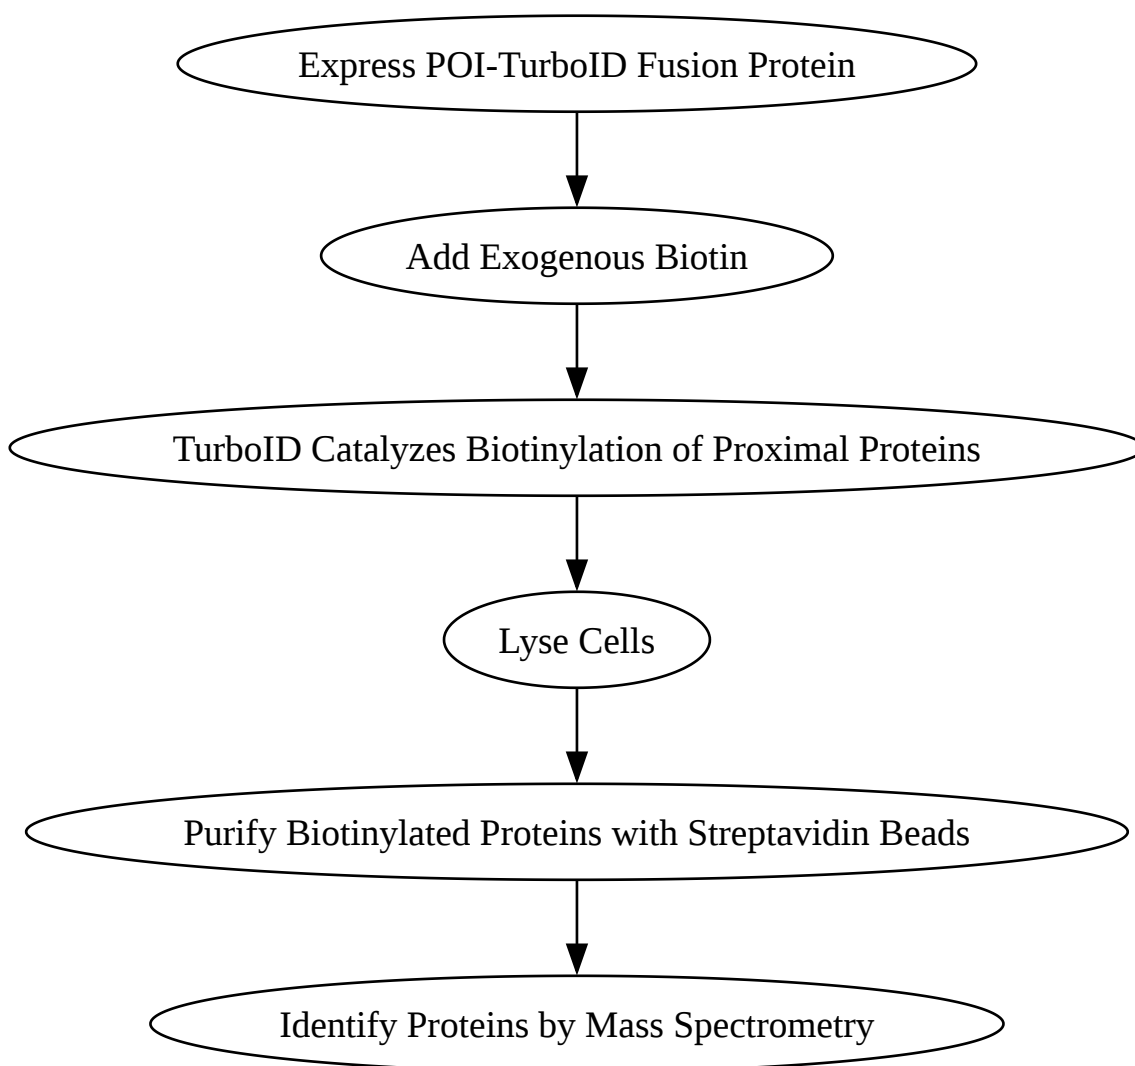 Express POI-TurboID Fusion Protein
Add Exogenous Biotin
TurboID Catalyzes Biotinylation of Proximal Proteins
Lyse Cells
Purify Biotinylated Proteins with Streptavidin Beads
Identify Proteins by Mass Spectrometry